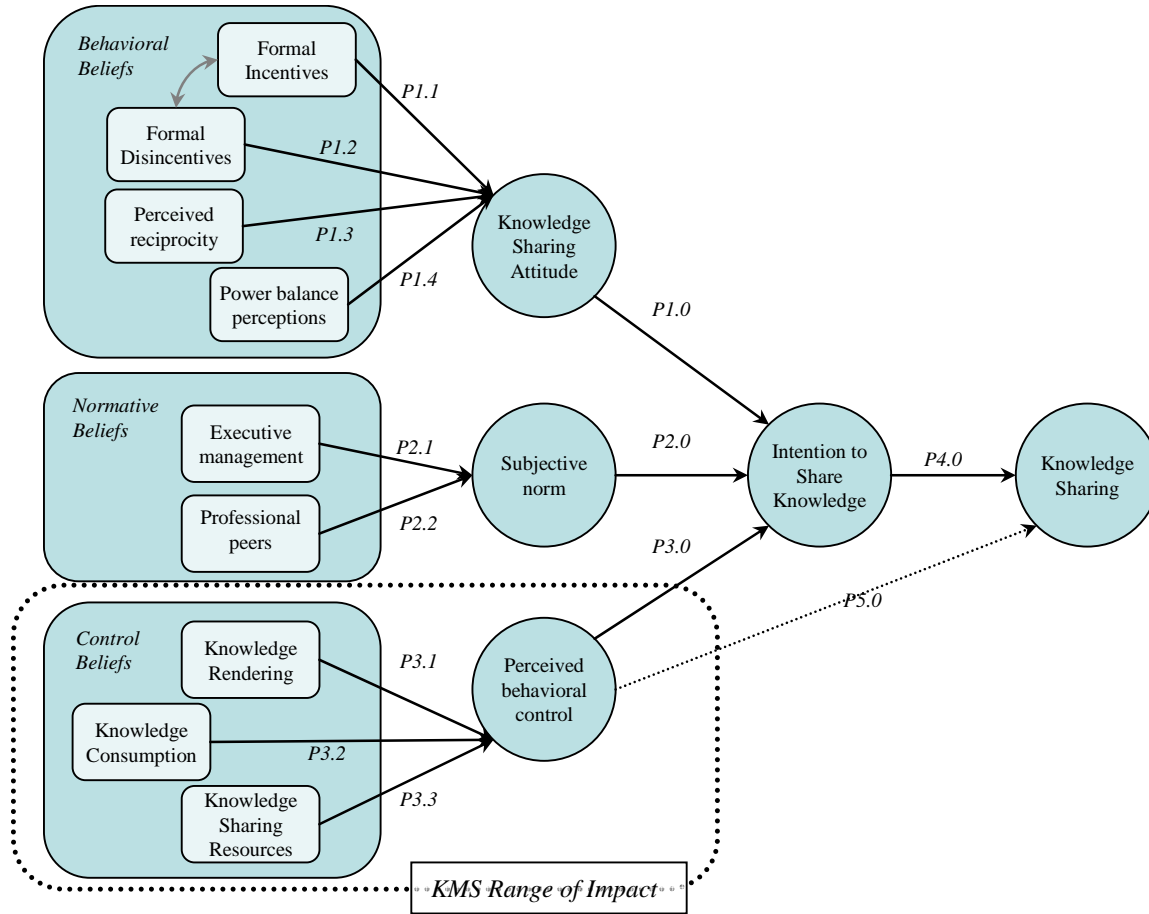 Behavioral
Beliefs
Formal
Incentives
P1.1
Formal
Disincentives
P1.2
Perceived
reciprocity
P1.3
Power balance
perceptions
P1.4
Knowledge
Sharing
Attitude
P1.0
Normative
Beliefs
Executive
management
P2.1
Professional
peers
P2.2
Subjective
norm
P2.0
Intention to
Share
Knowledge
P4.0
Knowledge
Sharing
P3.0
P5.0
Control
Beliefs
Knowledge
Rendering
P3.1
Knowledge
Consumption
P3.2
Knowledge
Sharing
Resources
P3.3
Perceived
behavioral
control
KMS Range of Impact